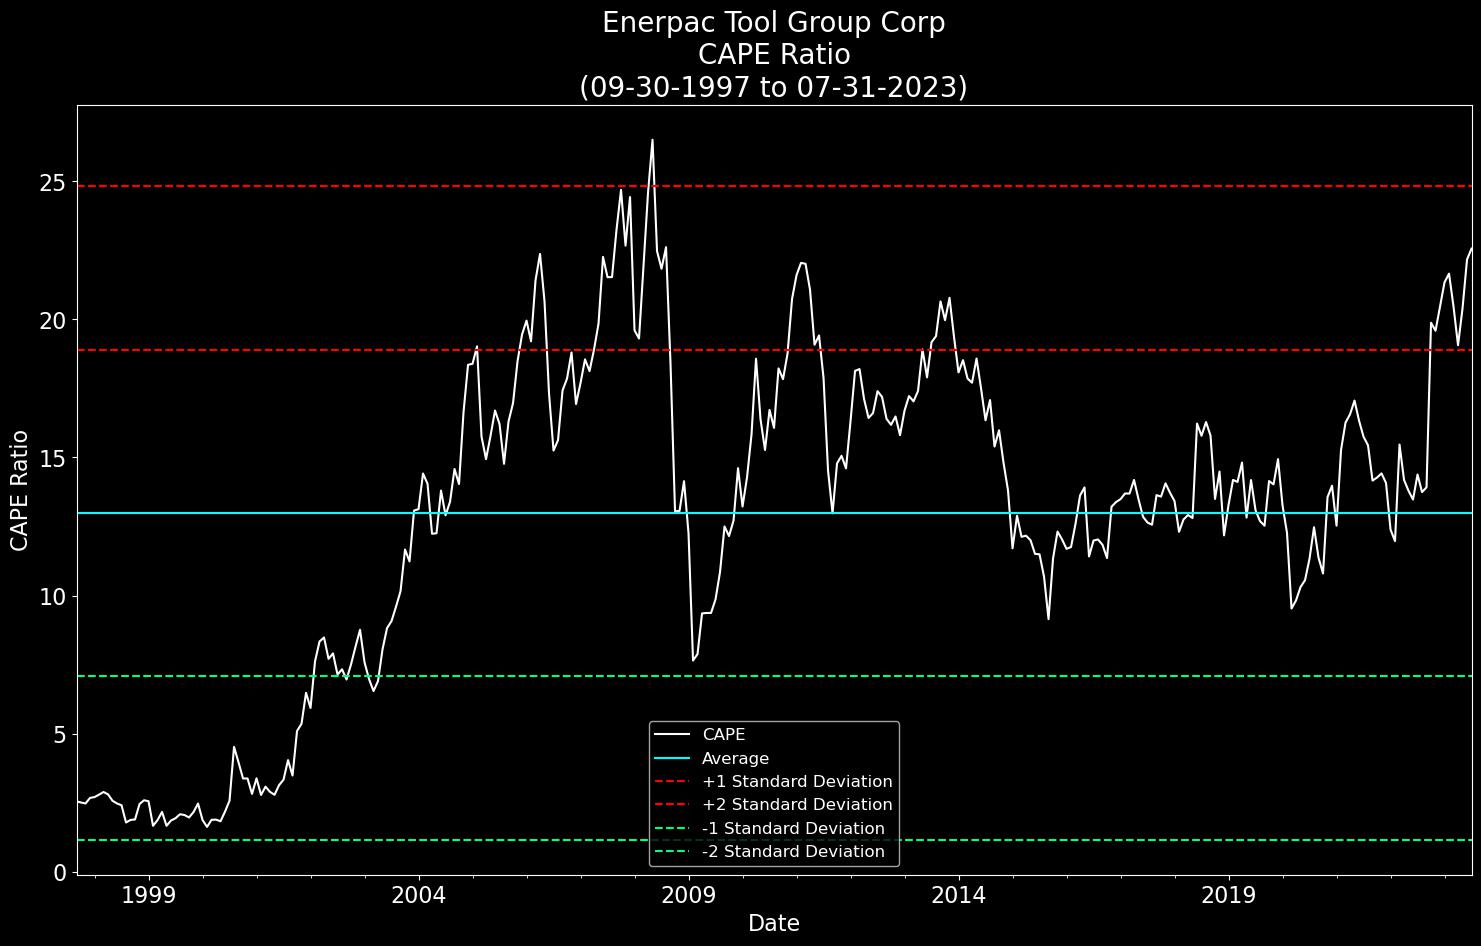 Enerpac Tool Group Corp
CAPE Ratio
(09-30-1997 to 07-31-2023)
CAPE Ratio
25
20
15
10
5
0
CAPE
Average
+1 Standard Deviation
+2 Standard Deviation
-1 Standard Deviation
-2 Standard Deviation
1999 2004 2009 2014 2019
Date